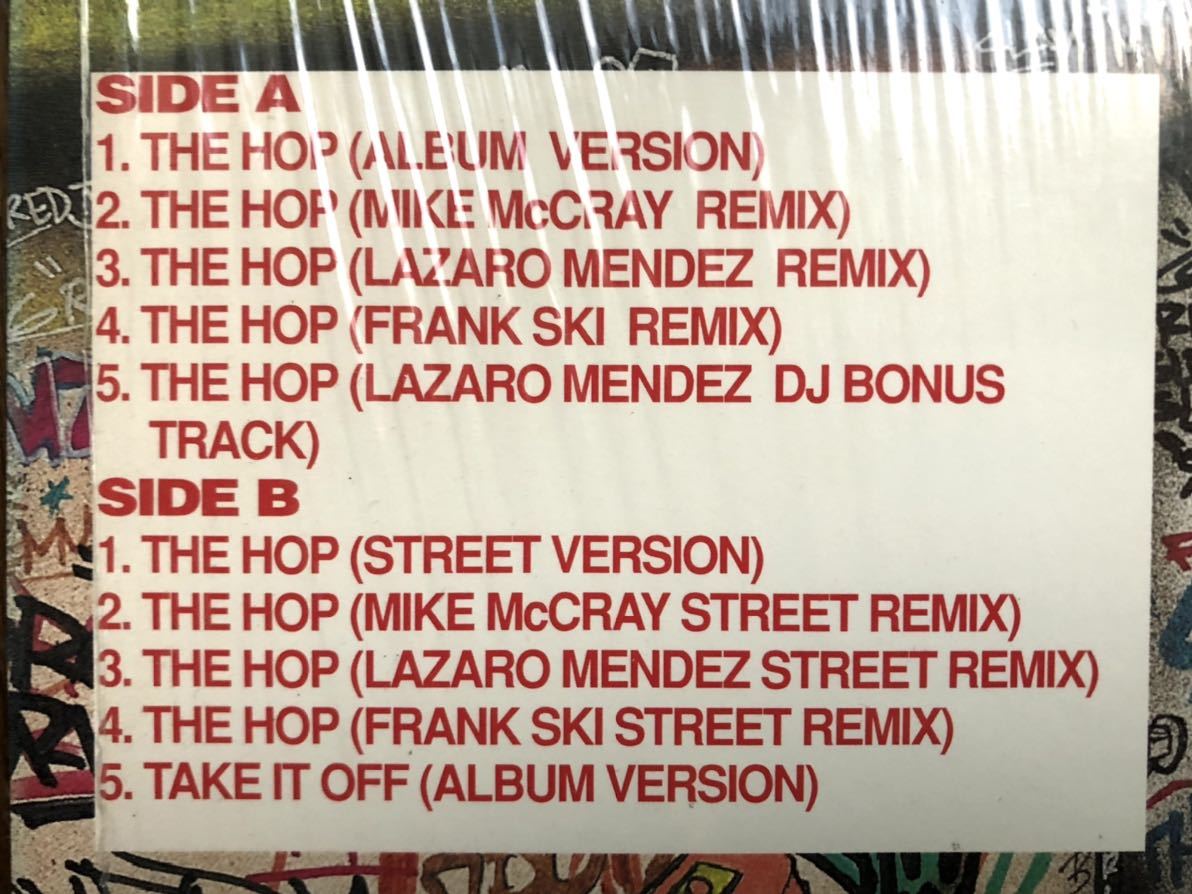 SIDE A
1. THE HOP (ALBUM VERSION)
2. THE HOP (MIKE McCRAY REMIX)
3. THE HOP (LAZARO MENDEZ REMIX)
4. THE HOP (FRANK SKI REMIX)
5. THE HOP (LAZARO MENDEZ DJ BONUS
TRACK)
SIDE B
1. THE HOP (STREET VERSION)
2. THE HOP (MIKE McCRAY STREET REMIX)
3. THE HOP (LAZARO MENDEZ STREET REMIX)
4. THE HOP (FRANK SKI STREET REMIX)
5. TAKE IT OFF (ALBUM VERSION)